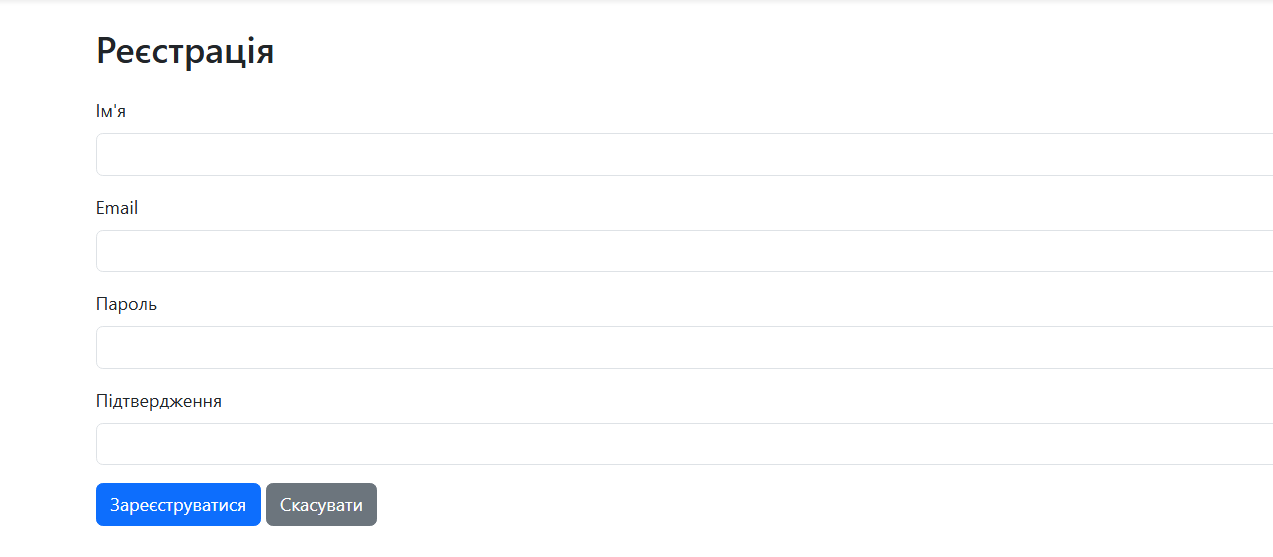 Реєстрація
Ім'я
Email
Пароль
Підтвердження
Зареєструватися Скасувати